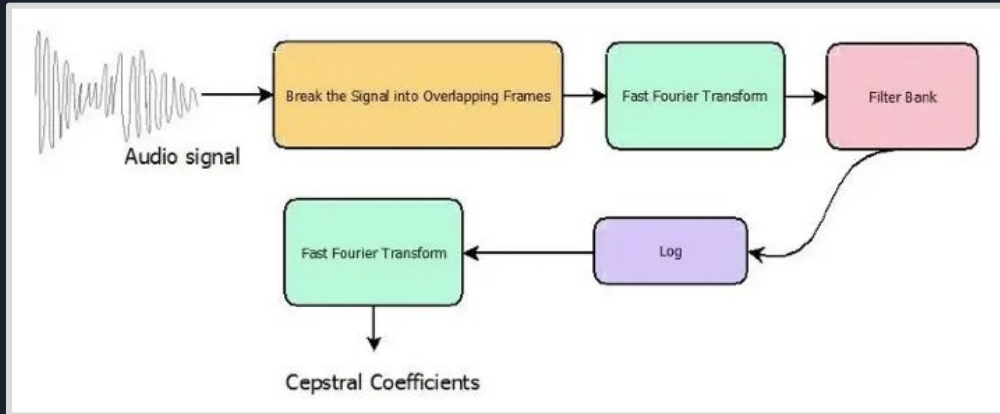 Break the Signal into Overlapping Frames
Fast Fourier Transform
Filter Bank
Audio signal
Fast Fourier Transform
Log
Cepstral Coefficients